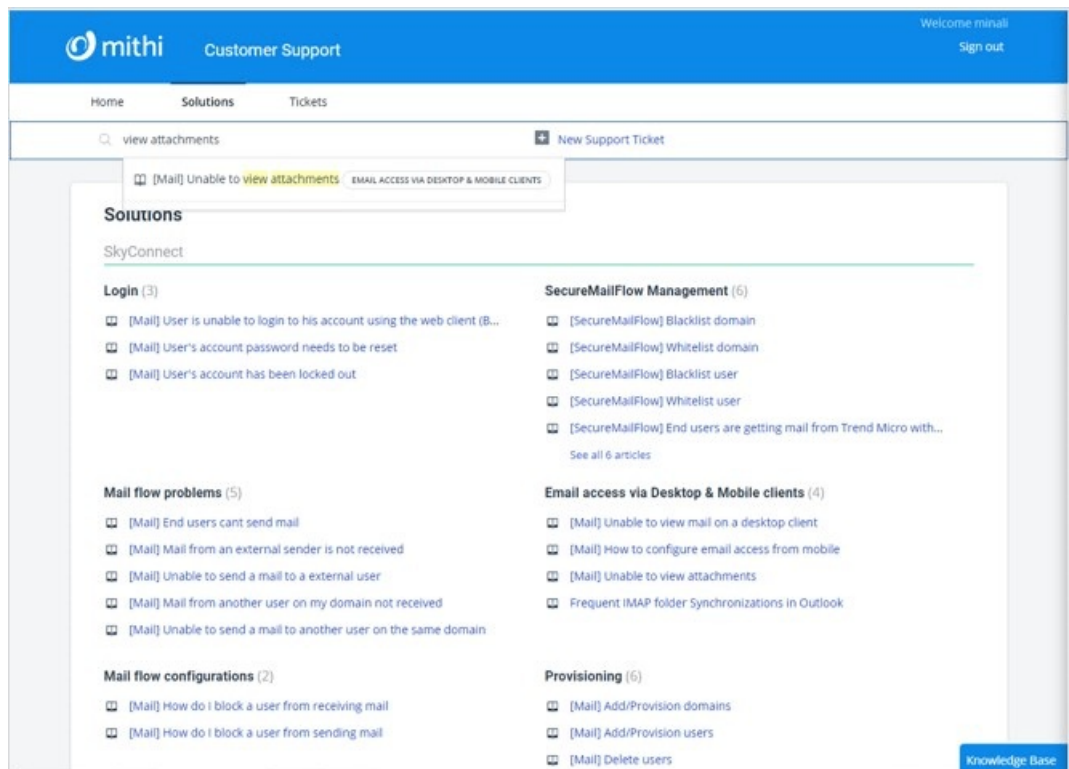 Welcome minali
mithi Customer Support
Sign out
Home Solutions Tickets
view attachments
New Support Ticket
[Mail] Unable to view attachments EMAIL ACCESS VIA DESKTOP & MOBILE CLIENTS
Solutions
SkyConnect
Login (3)
[Mail] User is unable to login to his account using the web client (B...
[Mail] User's account password needs to be reset
[Mail] User's account has been locked out
SecureMailFlow Management (6)
[SecureMailFlow] Blacklist domain
[SecureMailFlow] Whitelist domain
[SecureMailFlow] Blacklist user
[SecureMailFlow] Whitelist user
[SecureMailFlow] End users are getting mail from Trend Micro with...
See all 6 articles
Mail flow problems (5)
[Mail] End users cant send mail
[Mail] Mail from an external sender is not received
[Mail] Unable to send a mail to a external user
[Mail] Mail from another user on my domain not received
[Mail] Unable to send a mail to another user on the same domain
Email access via Desktop & Mobile clients (4)
[Mail] Unable to view mail on a desktop client
[Mail] How to configure email access from mobile
[Mail] Unable to view attachments
Frequent IMAP folder Synchronizations in Outlook
Mail flow configurations (2)
[Mail] How do I block a user from receiving mail
[Mail] How do I block a user from sending mail
Provisioning (6)
[Mail] Add/Provision domains
[Mail] Add/Provision users
[Mail] Delete users
Knowledge Base